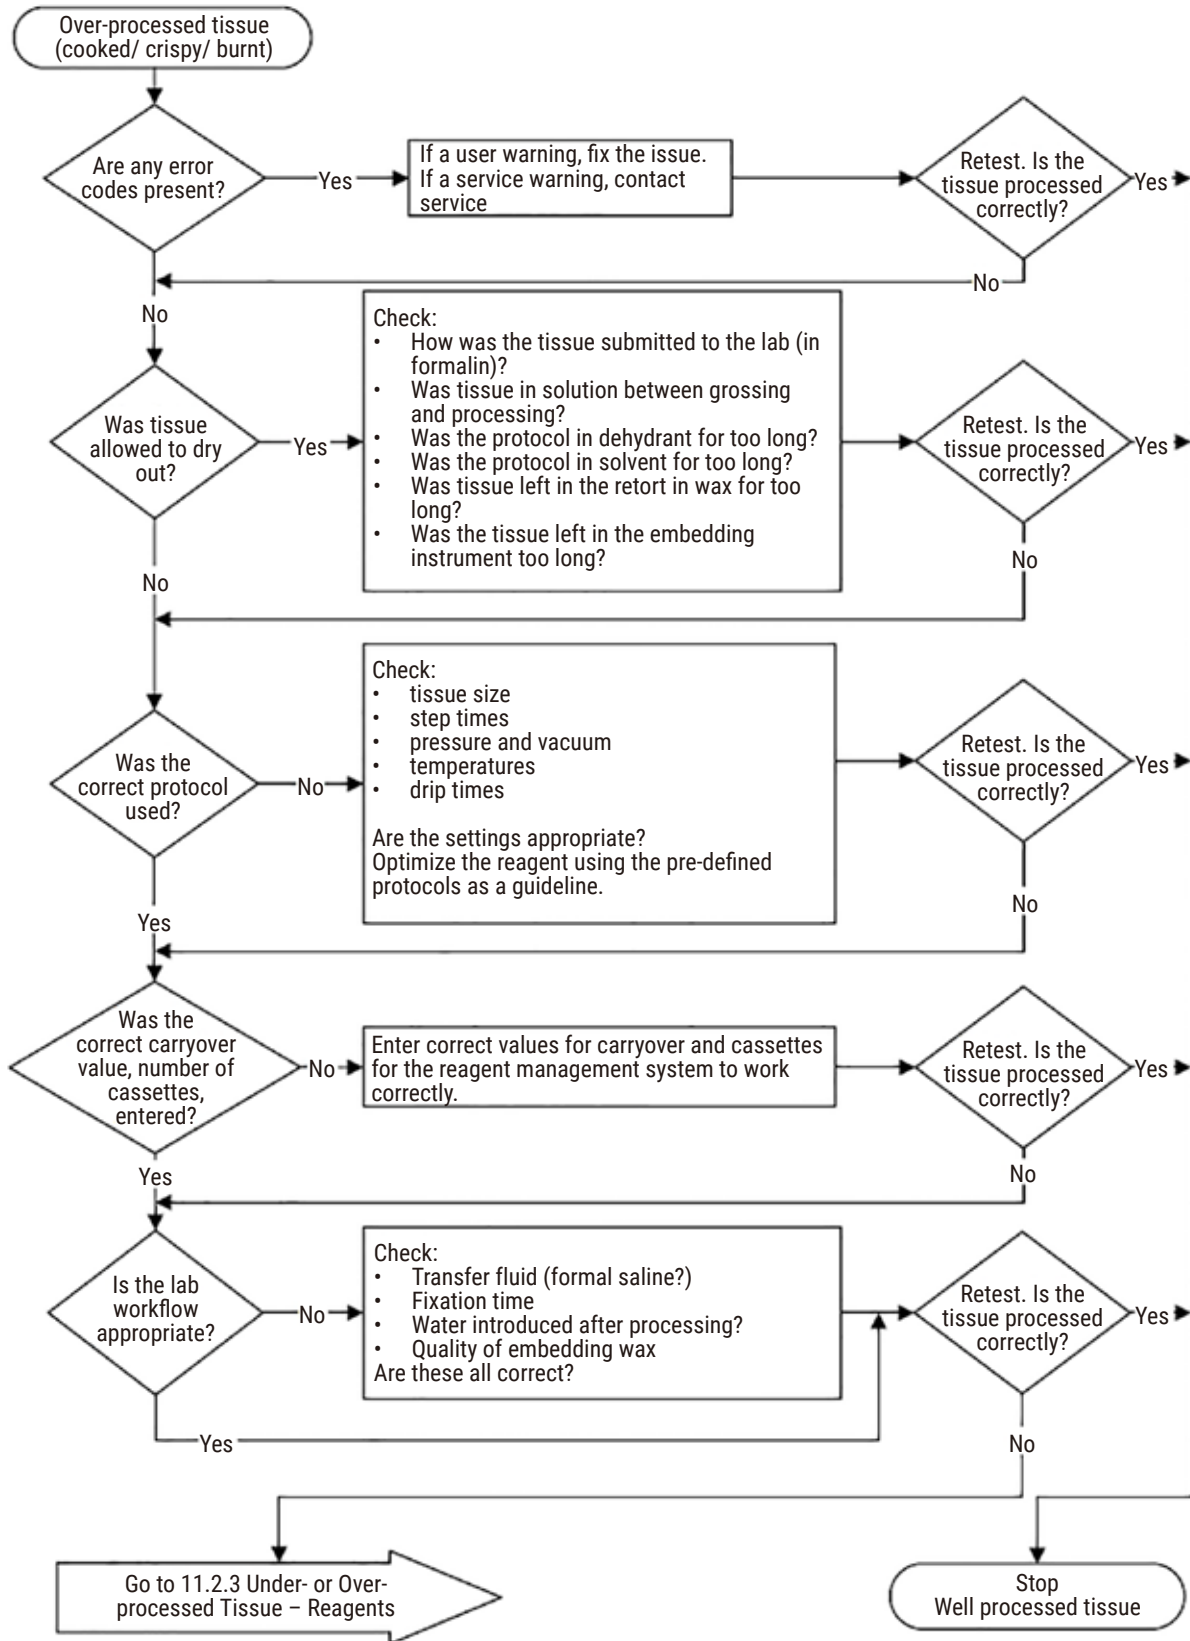 Over-processed tissue
(cooked/ crispy/ burnt)
Are any error
codes present?
Yes
If a user warning, fix the issue.
If a service warning, contact
service
Retest. Is the
tissue processed
correctly?
Yes
No
No
Was tissue
allowed to dry
out?
Yes
Check:
• How was the tissue submitted to the lab (in
formalin)?
• Was tissue in solution between grossing
and processing?
• Was the protocol in dehydrant for too long?
• Was the protocol in solvent for too long?
• Was tissue left in the retort in wax for too
long?
• Was the tissue left in the embedding
instrument too long?
Retest. Is the
tissue processed
correctly?
Yes
No
No
Was the
correct protocol
used?
No
Check:
• tissue size
• step times
• pressure and vacuum
• temperatures
• drip times
Are the settings appropriate?
Optimize the reagent using the pre-defined
protocols as a guideline.
Retest. Is the
tissue processed
correctly?
Yes
No
Yes
Was the
correct carryover
value, number of
cassettes,
entered?
No
Enter correct values for carryover and cassettes
for the reagent management system to work
correctly.
Retest. Is the
tissue processed
correctly?
Yes
No
Yes
Is the lab
workflow
appropriate?
No
Check:
• Transfer fluid (formal saline?)
• Fixation time
• Water introduced after processing?
• Quality of embedding wax
Are these all correct?
Retest. Is the
tissue processed
correctly?
Yes
Yes
No
Go to 11.2.3 Under- or Over-
processed Tissue – Reagents
Stop
Well processed tissue